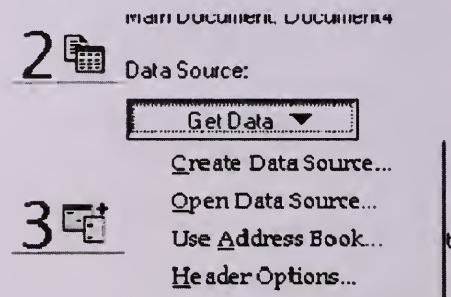 Main Document: Document4
2
Data Source:
Get Data
Create Data Source...
Open Data Source...
3
Use Address Book...
Header Options...